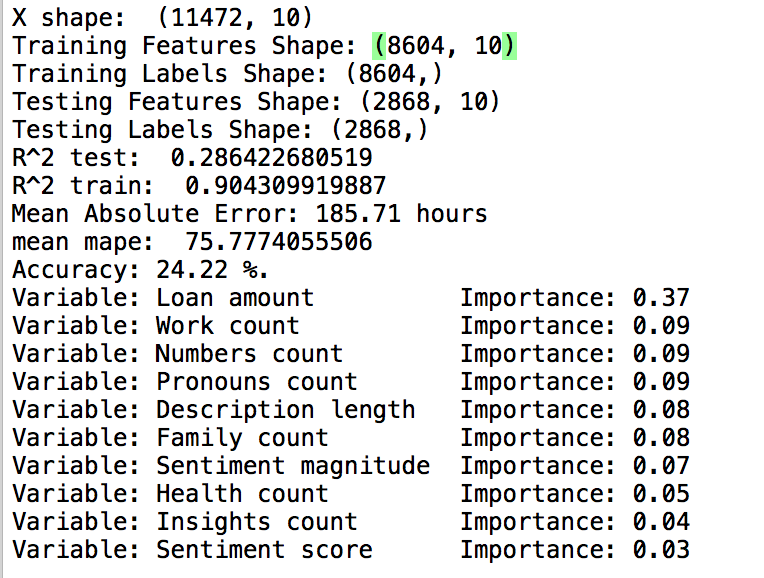 X shape:  (11472, 10)
Training Features Shape: (8604, 10)
Training Labels Shape: (8604,)
Testing Features Shape: (2868, 10)
Testing Labels Shape: (2868,)
R^2 test:  0.286422680519
R^2 train:  0.904309919887
Mean Absolute Error: 185.71 hours
mean mape:  75.7774055506
Accuracy: 24.22 %.
Variable: Loan amount          Importance: 0.37
Variable: Work count           Importance: 0.09
Variable: Numbers count        Importance: 0.09
Variable: Pronouns count       Importance: 0.09
Variable: Description length   Importance: 0.08
Variable: Family count         Importance: 0.08
Variable: Sentiment magnitude  Importance: 0.07
Variable: Health count         Importance: 0.05
Variable: Insights count       Importance: 0.04
Variable: Sentiment score      Importance: 0.03